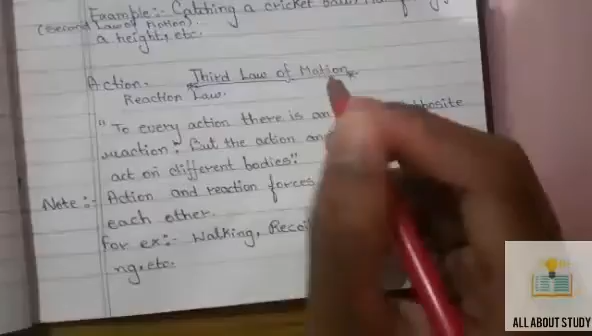 Example:- Catching a cricket
(Second Law of Motion).
a height, etc.
Action- Third Law of Motion
Reaction Law.
"To every action there is an opposite
reaction". But the action an
act on different bodies".
Note:- Action and reaction forces
each other.
for ex:- Walking, Recoi
ng, etc.
ALL ABOUT STUDY